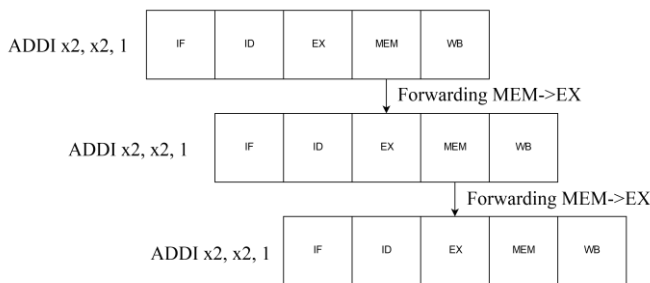 ADDI x2, x2, 1 IF ID EX MEM WB
Forwarding MEM->EX
ADDI x2, x2, 1 IF ID EX MEM WB
Forwarding MEM->EX
ADDI x2, x2, 1 IF ID EX MEM WB